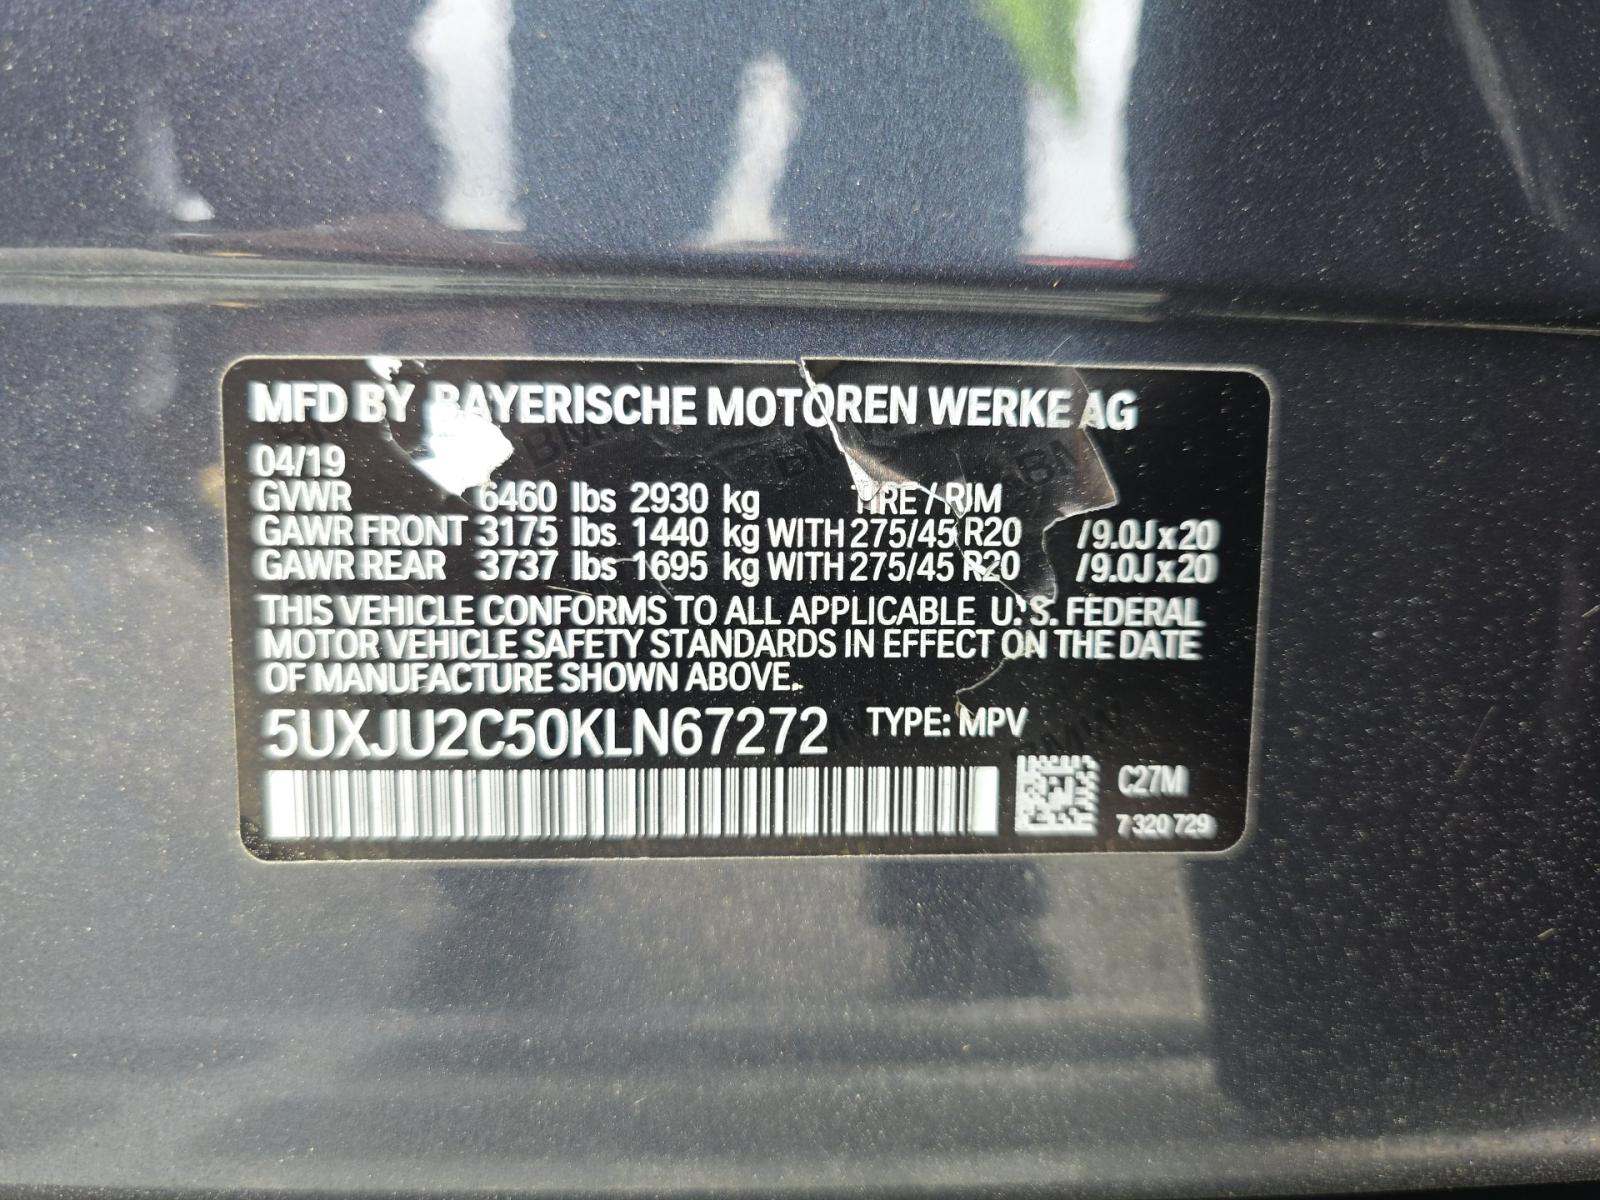 MFD BY BAYERISCHE MOTOREN WERKE AG
04/19
GVWR 6460 lbs 2930 kg TIRE / RIM
GAWR FRONT 3175 lbs 1440 kg WITH 275/45 R20 /9.0J x 20
GAWR REAR 3737 lbs 1695 kg WITH 275/45 R20 /9.0J x 20
THIS VEHICLE CONFORMS TO ALL APPLICABLE U.S. FEDERAL
MOTOR VEHICLE SAFETY STANDARDS IN EFFECT ON THE DATE
OF MANUFACTURE SHOWN ABOVE.
5UXJU2C50KLN67272 TYPE: MPV
C27M
7 320 729